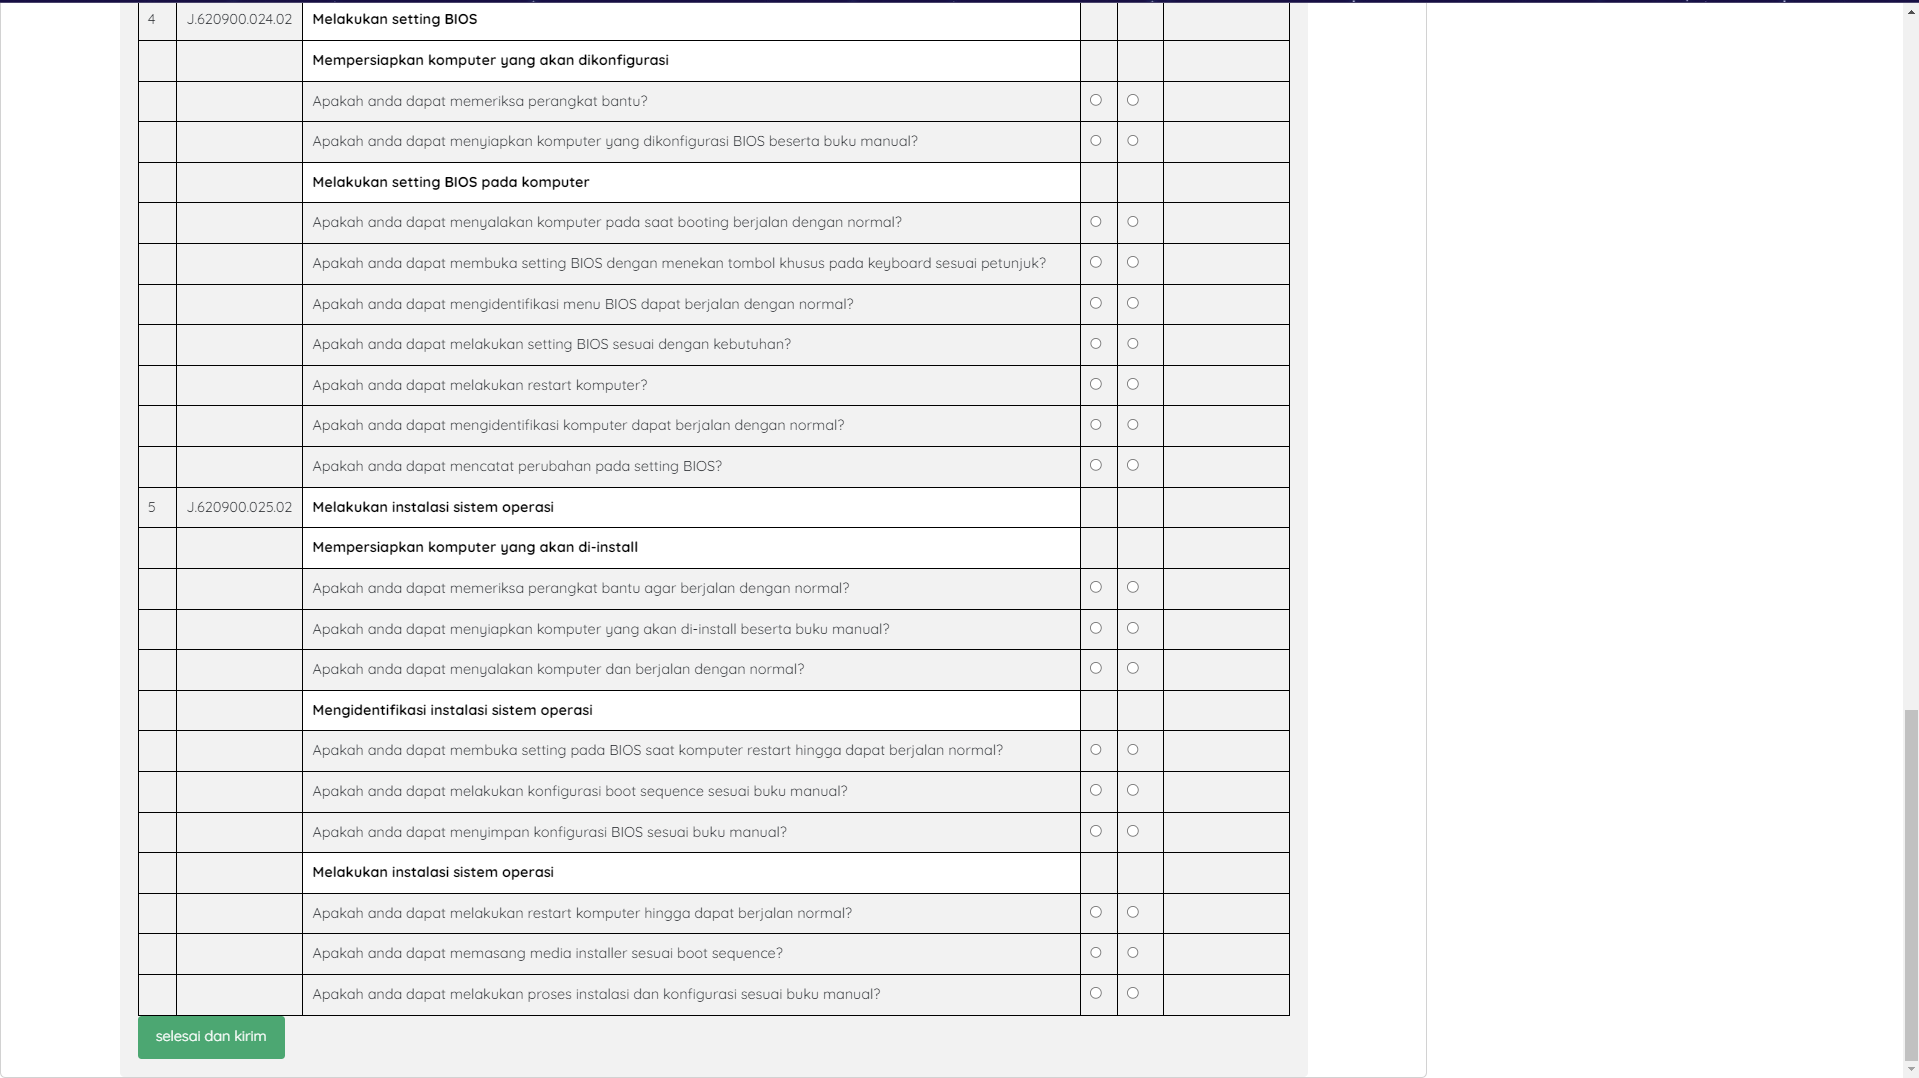 4 J.620900.024.02 Melakukan setting BIOS
Mempersiapkan komputer yang akan dikonfigurasi
Apakah anda dapat memeriksa perangkat bantu?
Apakah anda dapat menyiapkan komputer yang dikonfigurasi BIOS beserta buku manual?
Melakukan setting BIOS pada komputer
Apakah anda dapat menyalakan komputer pada saat booting berjalan dengan normal?
Apakah anda dapat membuka setting BIOS dengan menekan tombol khusus pada keyboard sesuai petunjuk?
Apakah anda dapat mengidentifikasi menu BIOS dapat berjalan dengan normal?
Apakah anda dapat melakukan setting BIOS sesuai dengan kebutuhan?
Apakah anda dapat melakukan restart komputer?
Apakah anda dapat mengidentifikasi komputer dapat berjalan dengan normal?
Apakah anda dapat mencatat perubahan pada setting BIOS?
5 J.620900.025.02 Melakukan instalasi sistem operasi
Mempersiapkan komputer yang akan di-install
Apakah anda dapat memeriksa perangkat bantu agar berjalan dengan normal?
Apakah anda dapat menyiapkan komputer yang akan di-install beserta buku manual?
Apakah anda dapat menyalakan komputer dan berjalan dengan normal?
Mengidentifikasi instalasi sistem operasi
Apakah anda dapat membuka setting pada BIOS saat komputer restart hingga dapat berjalan normal?
Apakah anda dapat melakukan konfigurasi boot sequence sesuai buku manual?
Apakah anda dapat menyimpan konfigurasi BIOS sesuai buku manual?
Melakukan instalasi sistem operasi
Apakah anda dapat melakukan restart komputer hingga dapat berjalan normal?
Apakah anda dapat memasang media installer sesuai boot sequence?
Apakah anda dapat melakukan proses instalasi dan konfigurasi sesuai buku manual?
selesai dan kirim